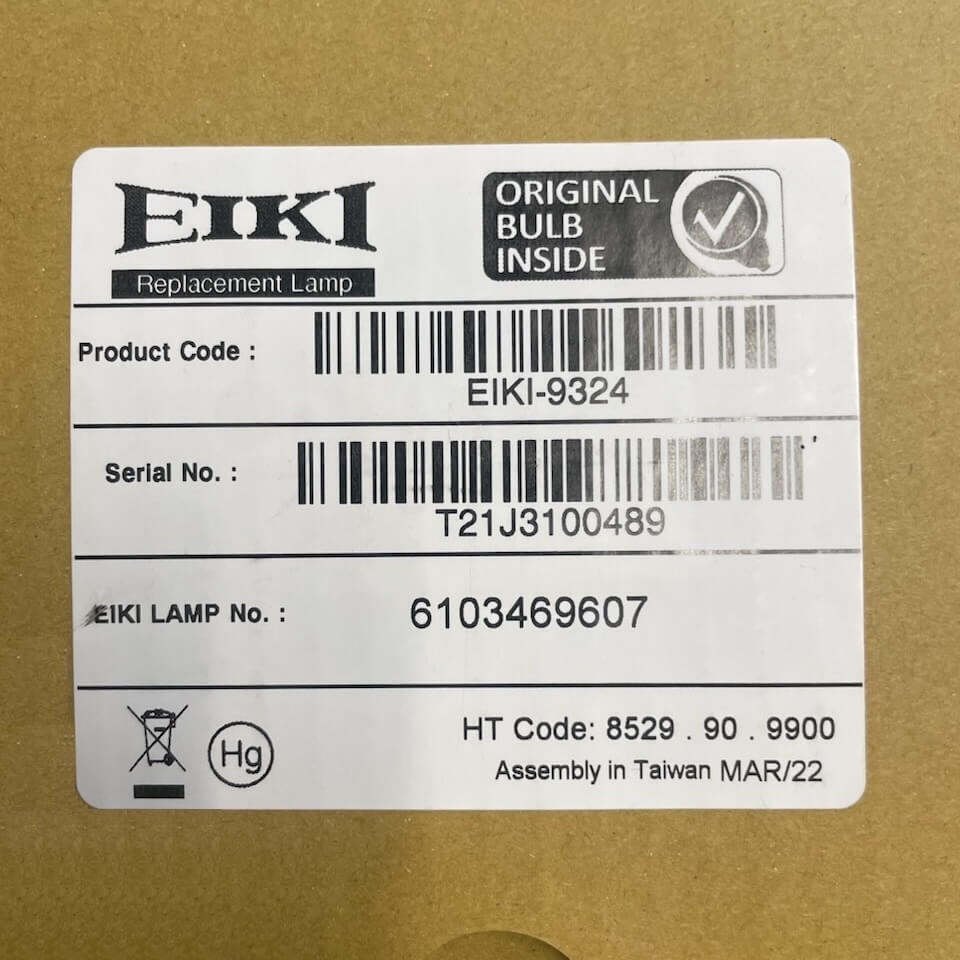 EIKI
Replacement Lamp
ORIGINAL
BULB
INSIDE
Product Code :
EIKI-9324
Serial No. :
T21J3100489
EIKI LAMP No. :
6103469607
Hg
HT Code: 8529 . 90 . 9900
Assembly in Taiwan MAR/22